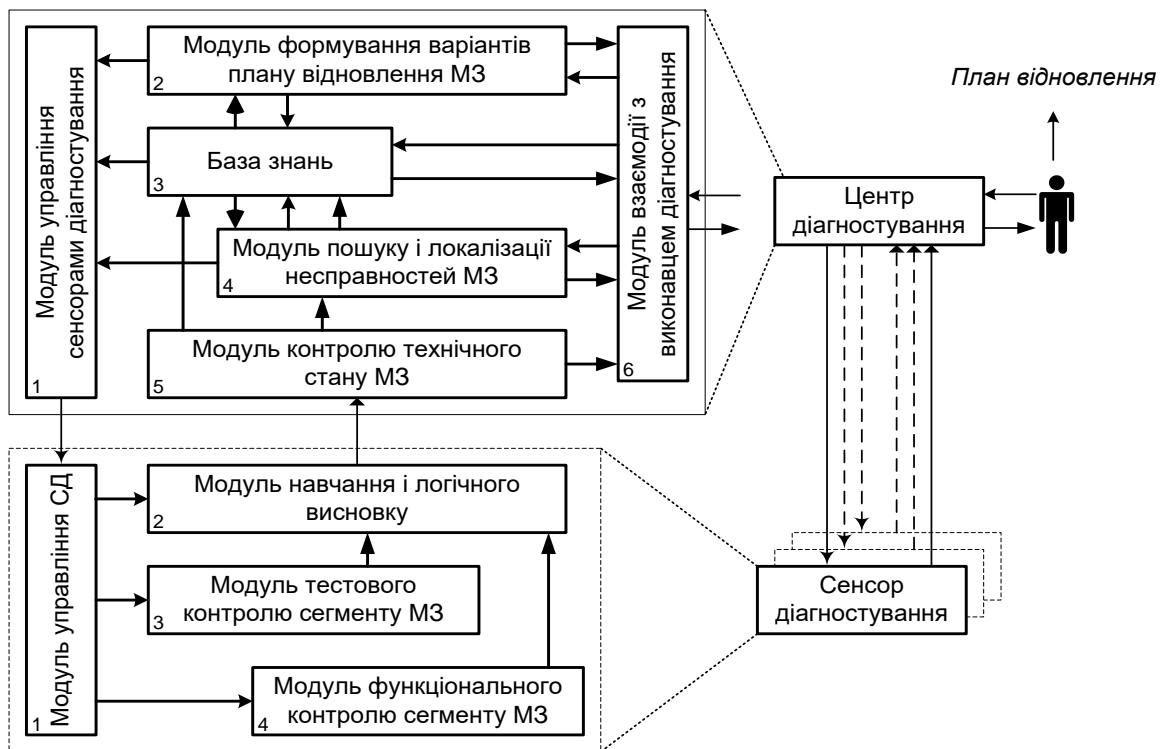 Модуль управління
сенсорами діагностування
1
Модуль формування варіантів
плану відновлення МЗ
2
База знань
3
Модуль пошуку і локалізації
несправностей МЗ
4
Модуль контролю технічного
стану МЗ
5
Модуль взаємодії з
виконавцем діагностування
6
План відновлення
Центр
діагностування
Модуль управління СД
1
Модуль навчання і логічного
висновку
2
Модуль тестового
контролю сегменту МЗ
3
Модуль функціонального
контролю сегменту МЗ
4
Сенсор
діагностування